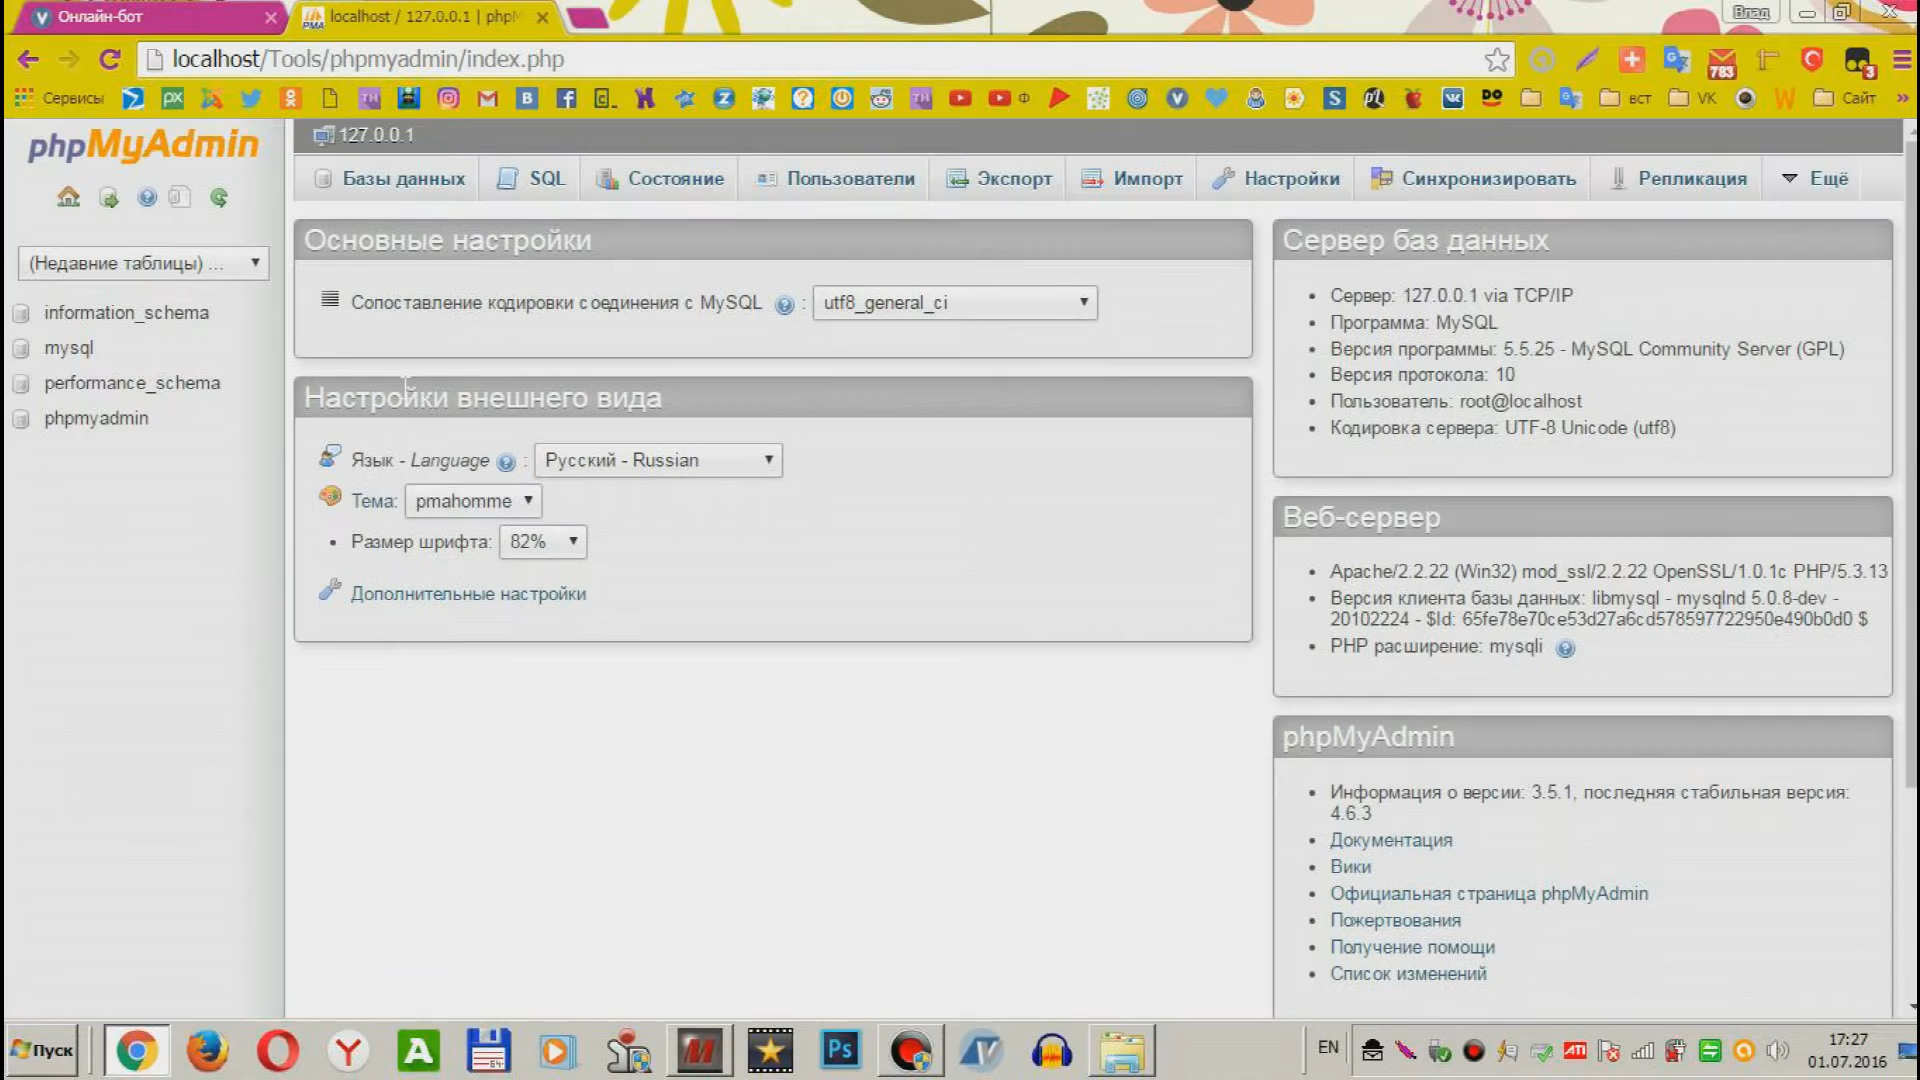 Онлайн-бот
localhost / 127.0.0.1 | phpM
Влад
localhost/Tools/phpmyadmin/index.php
783
3
Сервисы
вст
VK
Сайт
phpMyAdmin
(Недавние таблицы) ...
information_schema
mysql
performance_schema
phpmyadmin
127.0.0.1
Базы данных
SQL
Состояние
Пользователи
Экспорт
Импорт
Настройки
Синхронизировать
Репликация
Ещё
Основные настройки
Сопоставление кодировки соединения с MySQL : utf8_general_ci
Настройки внешнего вида
Язык - Language : Русский - Russian
Тема: pmahomme
Размер шрифта: 82%
Дополнительные настройки
Сервер баз данных
Сервер: 127.0.0.1 via TCP/IP
Программа: MySQL
Версия программы: 5.5.25 - MySQL Community Server (GPL)
Версия протокола: 10
Пользователь: root@localhost
Кодировка сервера: UTF-8 Unicode (utf8)
Веб-сервер
Apache/2.2.22 (Win32) mod_ssl/2.2.22 OpenSSL/1.0.1c PHP/5.3.13
Версия клиента базы данных: libmysql - mysqlnd 5.0.8-dev -
20102224 - $Id: 65fe78e70ce53d27a6cd578597722950e490b0d0 $
PHP расширение: mysqli
phpMyAdmin
Информация о версии: 3.5.1, последняя стабильная версия:
4.6.3
Документация
Вики
Официальная страница phpMyAdmin
Пожертвования
Получение помощи
Список изменений
Пуск
Ps
EN
ATI
17:27
01.07.2016